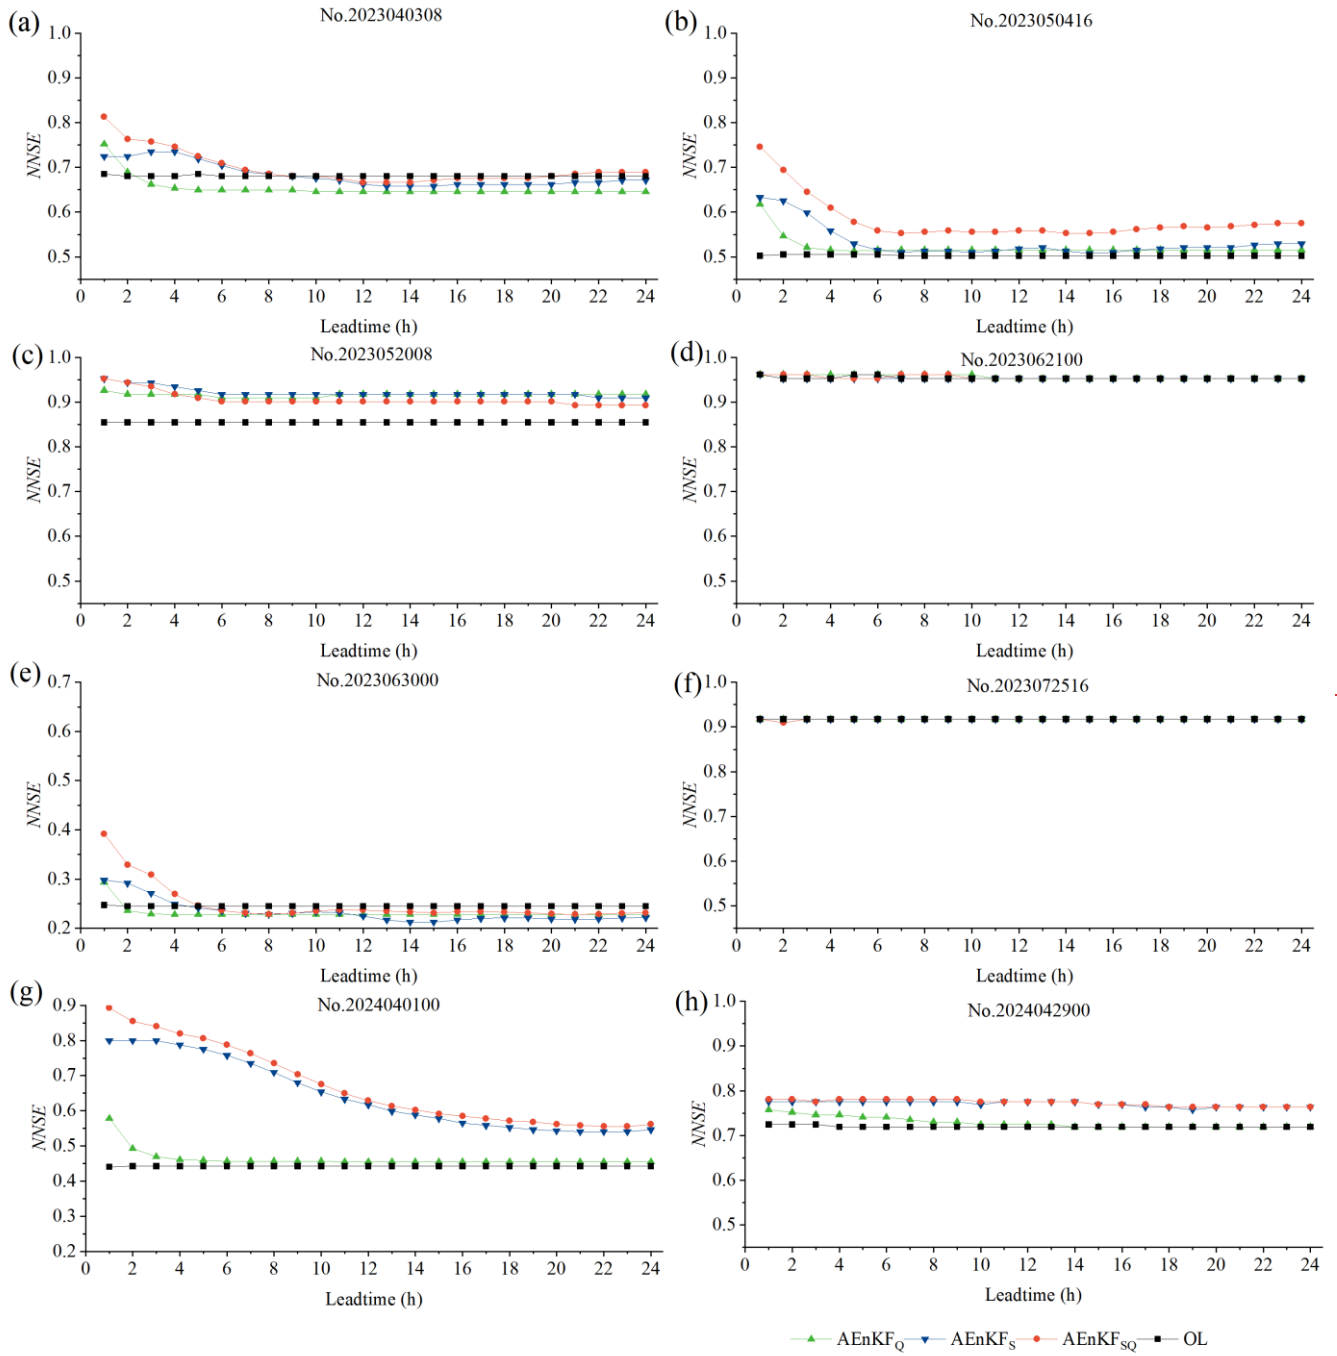 (a)
No.2023040308
1.0
0.9
0.8
0.7
0.6
0.5
NNSE
0 2 4 6 8 10 12 14 16 18 20 22 24
Leadtime (h)
(b)
No.2023050416
1.0
0.9
0.8
0.7
0.6
0.5
NNSE
0 2 4 6 8 10 12 14 16 18 20 22 24
Leadtime (h)
(c)
No.2023052008
1.0
0.9
0.8
0.7
0.6
0.5
NNSE
0 2 4 6 8 10 12 14 16 18 20 22 24
Leadtime (h)
(d)
No.2023062100
1.0
0.9
0.8
0.7
0.6
0.5
NNSE
0 2 4 6 8 10 12 14 16 18 20 22 24
Leadtime (h)
(e)
No.2023063000
0.7
0.6
0.5
0.4
0.3
0.2
NNSE
0 2 4 6 8 10 12 14 16 18 20 22 24
Leadtime (h)
(f)
No.2023072516
1.0
0.9
0.8
0.7
0.6
0.5
NNSE
0 2 4 6 8 10 12 14 16 18 20 22 24
Leadtime (h)
(g)
No.2024040100
0.9
0.8
0.7
0.6
0.5
0.4
0.3
0.2
NNSE
0 2 4 6 8 10 12 14 16 18 20 22 24
Leadtime (h)
(h)
No.2024042900
1.0
0.9
0.8
0.7
0.6
0.5
NNSE
0 2 4 6 8 10 12 14 16 18 20 22 24
Leadtime (h)
AEnKF_Q AEnKF_S AEnKF_SQ OL